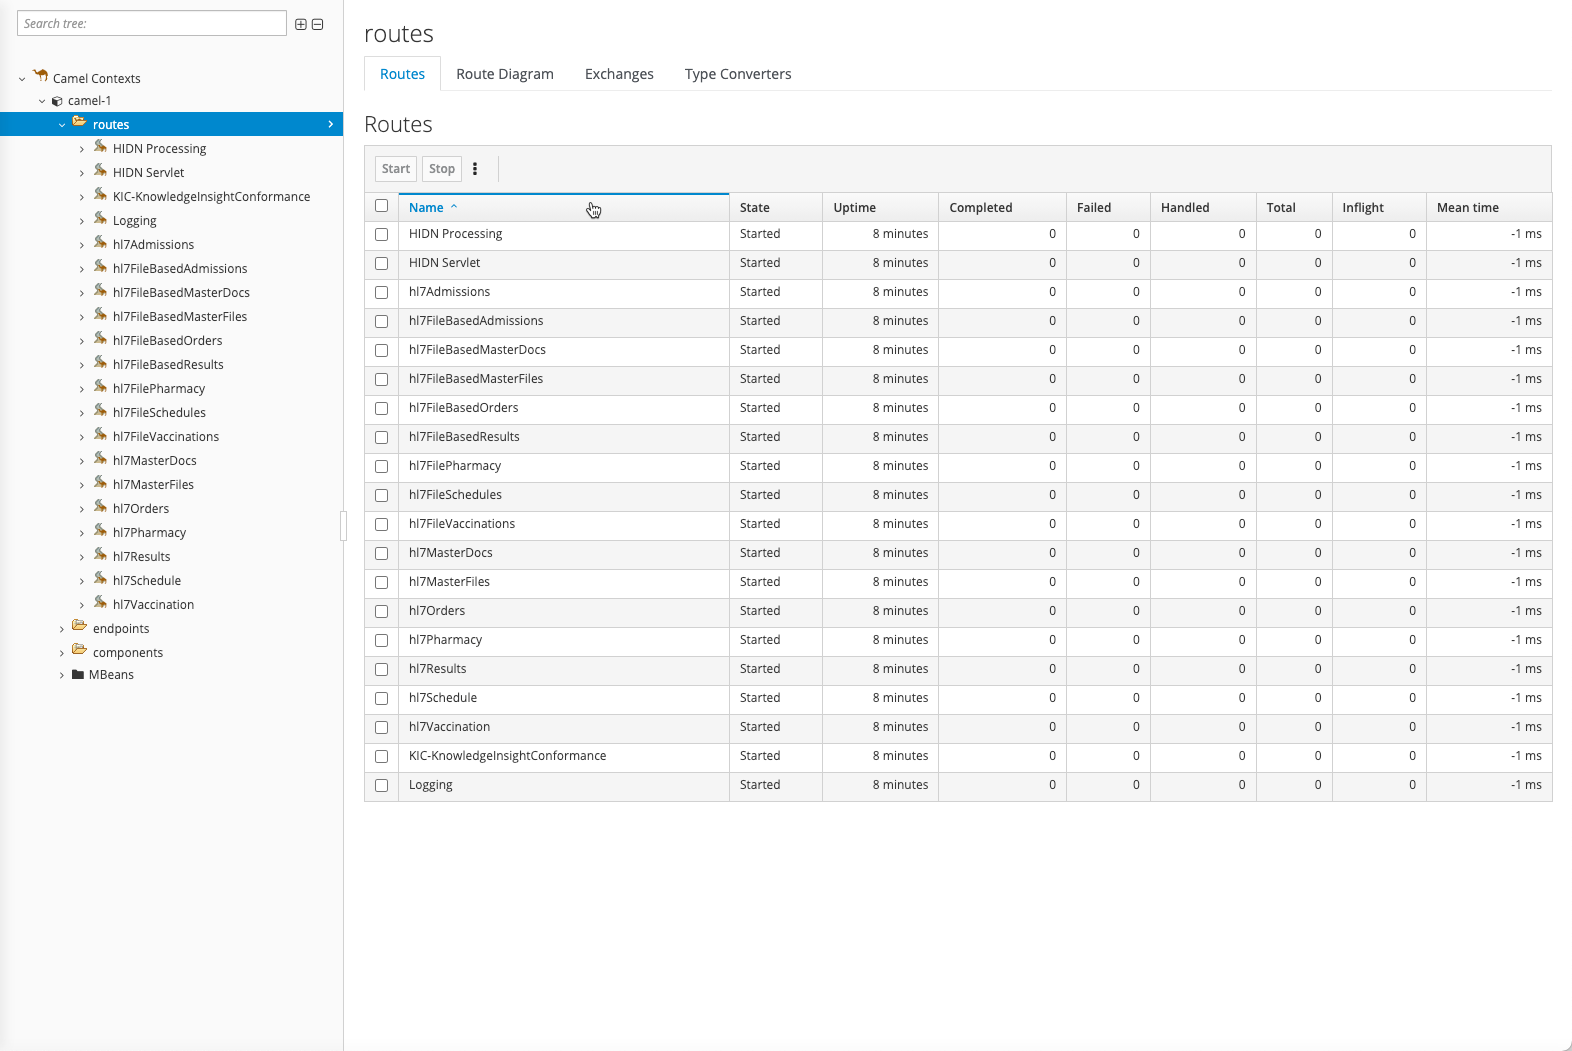 Search tree:
Camel Contexts
camel-1
routes
HIDN Processing
HIDN Servlet
KIC-KnowledgeInsightConformance
Logging
hl7Admissions
hl7FileBasedAdmissions
hl7FileBasedMasterDocs
hl7FileBasedMasterFiles
hl7FileBasedOrders
hl7FileBasedResults
hl7FilePharmacy
hl7FileSchedules
hl7FileVaccinations
hl7MasterDocs
hl7MasterFiles
hl7Orders
hl7Pharmacy
hl7Results
hl7Schedule
hl7Vaccination
endpoints
components
MBeans
routes
Routes Route Diagram Exchanges Type Converters
Routes
Start Stop
Name State Uptime Completed Failed Handled Total Inflight Mean time
HIDN Processing Started 8 minutes 0 0 0 0 0 -1 ms
HIDN Servlet Started 8 minutes 0 0 0 0 0 -1 ms
hl7Admissions Started 8 minutes 0 0 0 0 0 -1 ms
hl7FileBasedAdmissions Started 8 minutes 0 0 0 0 0 -1 ms
hl7FileBasedMasterDocs Started 8 minutes 0 0 0 0 0 -1 ms
hl7FileBasedMasterFiles Started 8 minutes 0 0 0 0 0 -1 ms
hl7FileBasedOrders Started 8 minutes 0 0 0 0 0 -1 ms
hl7FileBasedResults Started 8 minutes 0 0 0 0 0 -1 ms
hl7FilePharmacy Started 8 minutes 0 0 0 0 0 -1 ms
hl7FileSchedules Started 8 minutes 0 0 0 0 0 -1 ms
hl7FileVaccinations Started 8 minutes 0 0 0 0 0 -1 ms
hl7MasterDocs Started 8 minutes 0 0 0 0 0 -1 ms
hl7MasterFiles Started 8 minutes 0 0 0 0 0 -1 ms
hl7Orders Started 8 minutes 0 0 0 0 0 -1 ms
hl7Pharmacy Started 8 minutes 0 0 0 0 0 -1 ms
hl7Results Started 8 minutes 0 0 0 0 0 -1 ms
hl7Schedule Started 8 minutes 0 0 0 0 0 -1 ms
hl7Vaccination Started 8 minutes 0 0 0 0 0 -1 ms
KIC-KnowledgeInsightConformance Started 8 minutes 0 0 0 0 0 -1 ms
Logging Started 8 minutes 0 0 0 0 0 -1 ms